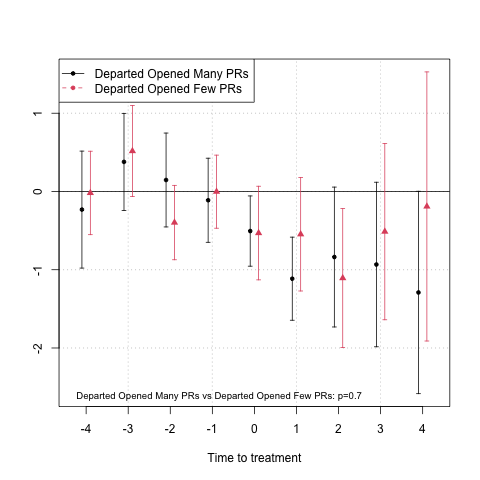 Departed Opened Many PRs
Departed Opened Few PRs
1
0
-1
-2
Departed Opened Many PRs vs Departed Opened Few PRs: p=0.7
-4 -3 -2 -1 0 1 2 3 4
Time to treatment